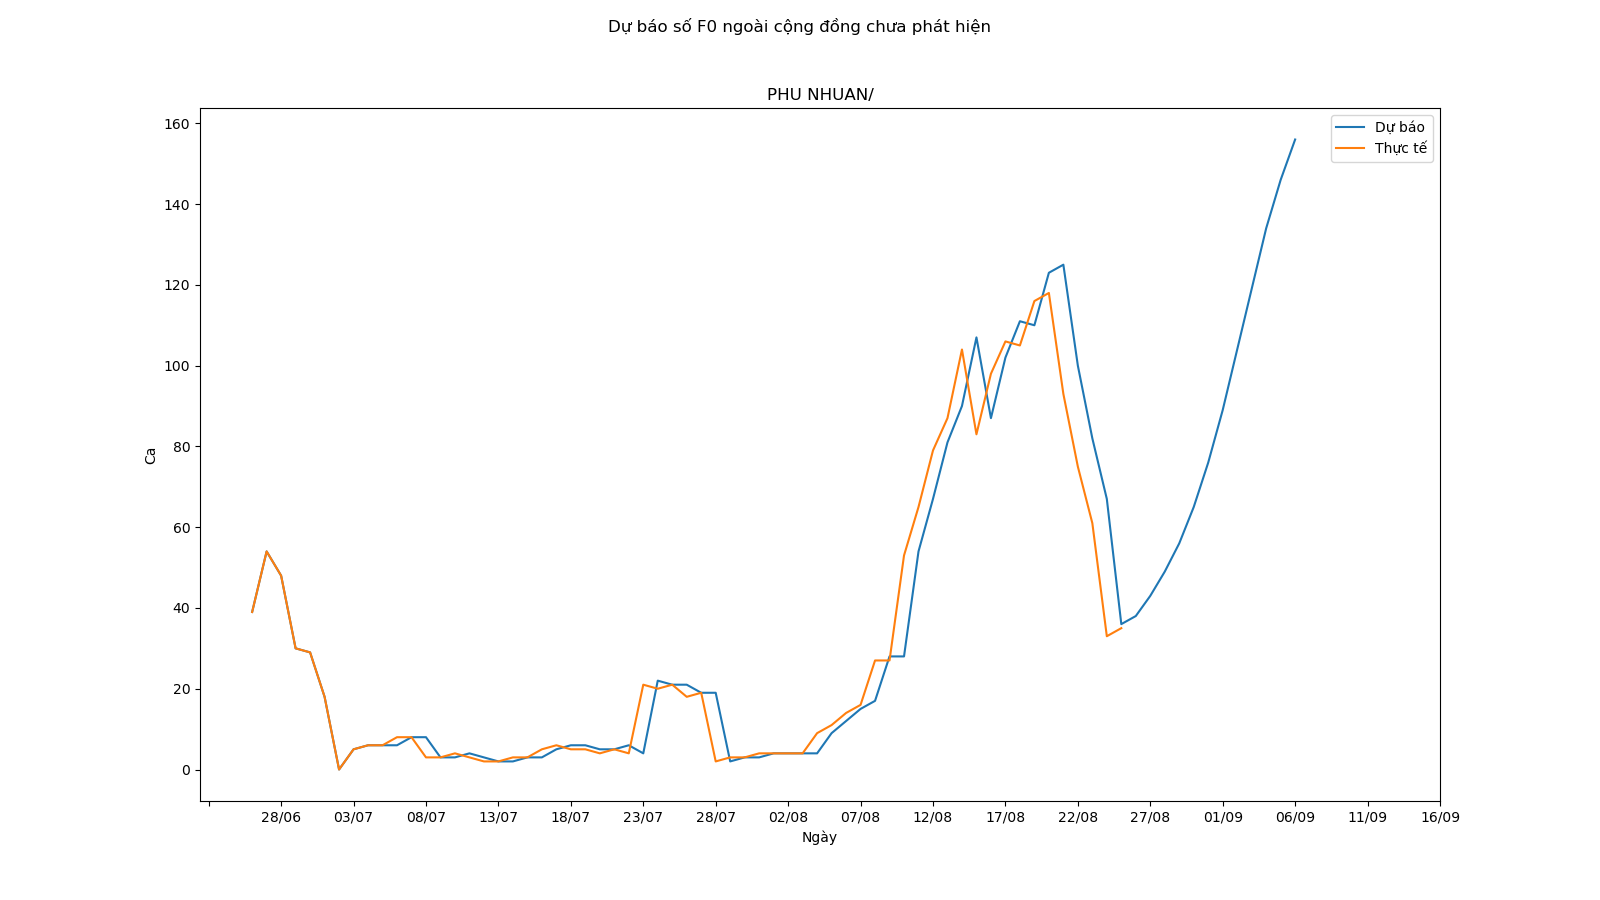 Dự báo số F0 ngoài cộng đồng chưa phát hiện
PHU NHUAN/
160
140
120
100
80
60
40
20
0
Ca
Dự báo
Thực tế
28/06 03/07 08/07 13/07 18/07 23/07 28/07 02/08 07/08 12/08 17/08 22/08 27/08 01/09 06/09 11/09 16/09
Ngày